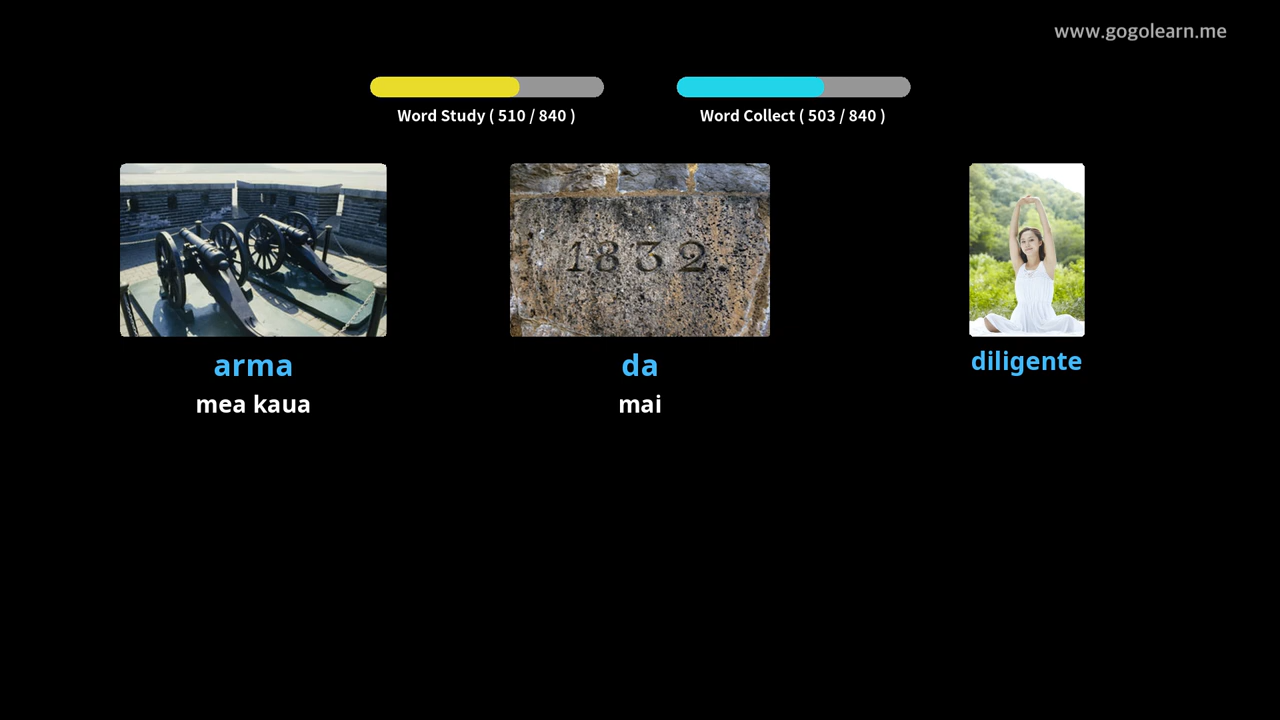 www.gogolearn.me
Word Study ( 510 / 840 )
Word Collect ( 503 / 840 )
1832.
arma
da
diligente
mea kaua
mai